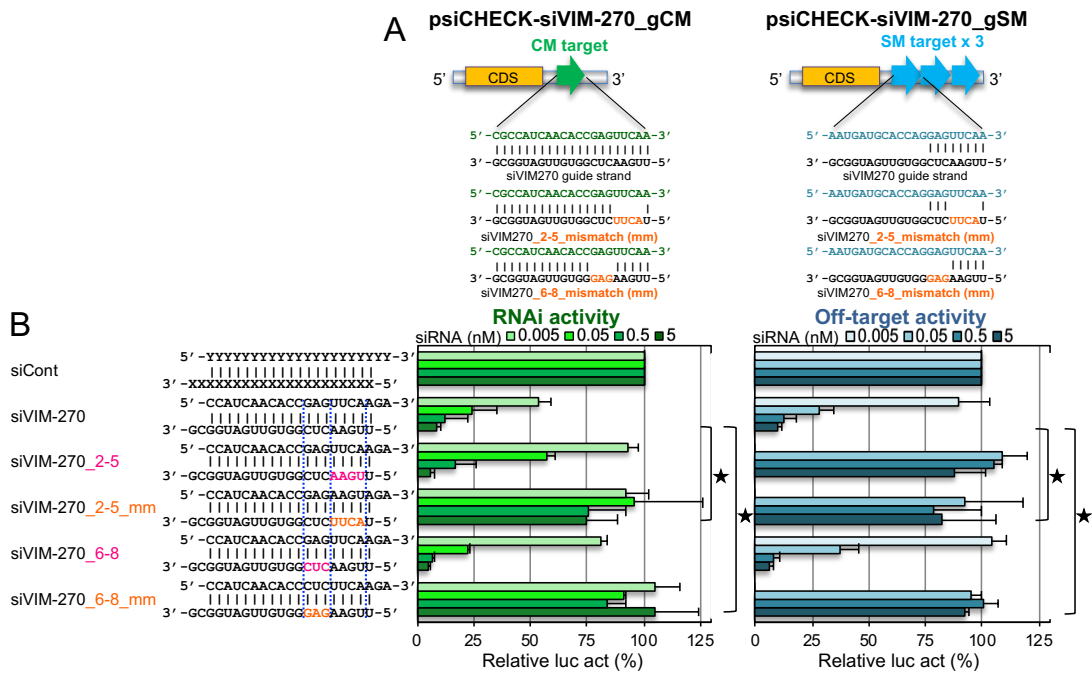 A
psiCHECK-siVIM-270_gCM
CM target
5' CDS 3'
5'-CGCCAUCAACACCGAGUUCAA-3'
3'-GCGGUAGUUGUGGCUCAAGUU-5'
siVIM270 guide strand
5'-CGCCAUCAACACCGAGUUCAA-3'
3'-GCGGUAGUUGUGGCUCUUCAU-5'
siVIM270_2-5_mismatch (mm)
5'-CGCCAUCAACACCGAGUUCAA-3'
3'-GCGGUAGUUGUGGGAGAAGUU-5'
siVIM270_6-8_mismatch (mm)
psiCHECK-siVIM-270_gSM
SM target x 3
5' CDS 3'
5'-AAUGAUGCACCAGGAGUUCAA-3'
3'-GCGGUAGUUGUGGCUCAAGUU-5'
siVIM270 guide strand
5'-AAUGAUGCACCAGGAGUUCAA-3'
3'-GCGGUAGUUGUGGCUCUUCAU-5'
siVIM270_2-5_mismatch (mm)
5'-AAUGAUGCACCAGGAGUUCAA-3'
3'-GCGGUAGUUGUGGGAGAAGUU-5'
siVIM270_6-8_mismatch (mm)
B
siCont
5'-YYYYYYYYYYYYYYYYYYYYY-3'
3'-XXXXXXXXXXXXXXXXXXXXX-5'
siVIM-270
5'-CCAUCAACACCGAGUUCAAGA-3'
3'-GCGGUAGUUGUGGCUCAAGUU-5'
siVIM-270_2-5
5'-CCAUCAACACCGAGUUCAAGA-3'
3'-GCGGUAGUUGUGGCUCAAGUU-5'
siVIM-270_2-5_mm
5'-CCAUCAACACCGAGAAGUAGA-3'
3'-GCGGUAGUUGUGGCUCUUCAU-5'
siVIM-270_6-8
5'-CCAUCAACACCGAGUUCAAGA-3'
3'-GCGGUAGUUGUGGCUCAAGUU-5'
siVIM-270_6-8_mm
5'-CCAUCAACACCCUCUUCAAGA-3'
3'-GCGGUAGUUGUGGGAGAAGUU-5'
RNAi activity
siRNA (nM) 0.005 0.05 0.5 5
0 25 50 75 100 125
Relative luc act (%)
Off-target activity
siRNA (nM) 0.005 0.05 0.5 5
0 25 50 75 100 125
Relative luc act (%)